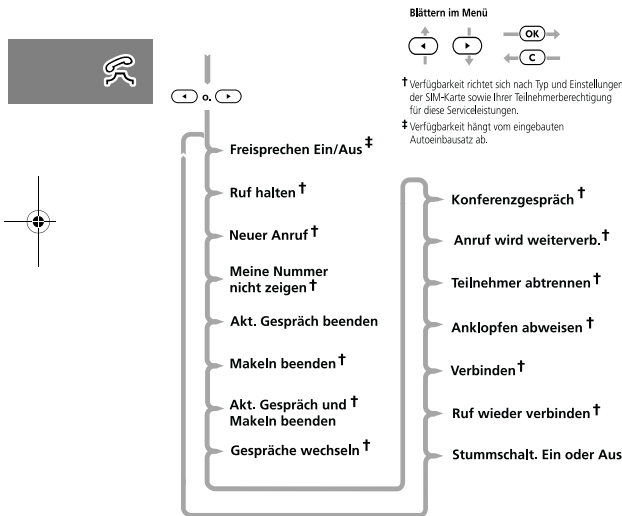 Blättern im Menü
OK
C
† Verfügbarkeit richtet sich nach Typ und Einstellungen
der SIM-Karte sowie Ihrer Teilnehmerberechtigung
für diese Serviceleistungen.
‡ Verfügbarkeit hängt vom eingebauten
Autoeinbausatz ab.
o.
Freisprechen Ein/Aus ‡
Ruf halten †
Neuer Anruf †
Meine Nummer
nicht zeigen †
Akt. Gespräch beenden
Makeln beenden †
Akt. Gespräch und †
Makeln beenden
Gespräche wechseln †
Konferenzgespräch †
Anruf wird weiterverb. †
Teilnehmer abtrennen †
Anklopfen abweisen †
Verbinden †
Ruf wieder verbinden †
Stummschalt. Ein oder Aus